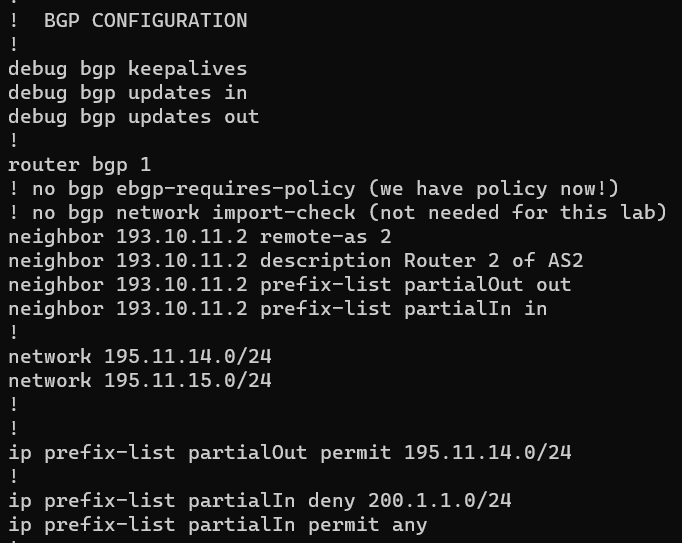 !
!  BGP CONFIGURATION
!
debug bgp keepalives
debug bgp updates in
debug bgp updates out
!
router bgp 1
! no bgp ebgp-requires-policy (we have policy now!)
! no bgp network import-check (not needed for this lab)
neighbor 193.10.11.2 remote-as 2
neighbor 193.10.11.2 description Router 2 of AS2
neighbor 193.10.11.2 prefix-list partialOut out
neighbor 193.10.11.2 prefix-list partialIn in
!
network 195.11.14.0/24
network 195.11.15.0/24
!
!
ip prefix-list partialOut permit 195.11.14.0/24
!
ip prefix-list partialIn deny 200.1.1.0/24
ip prefix-list partialIn permit any
!